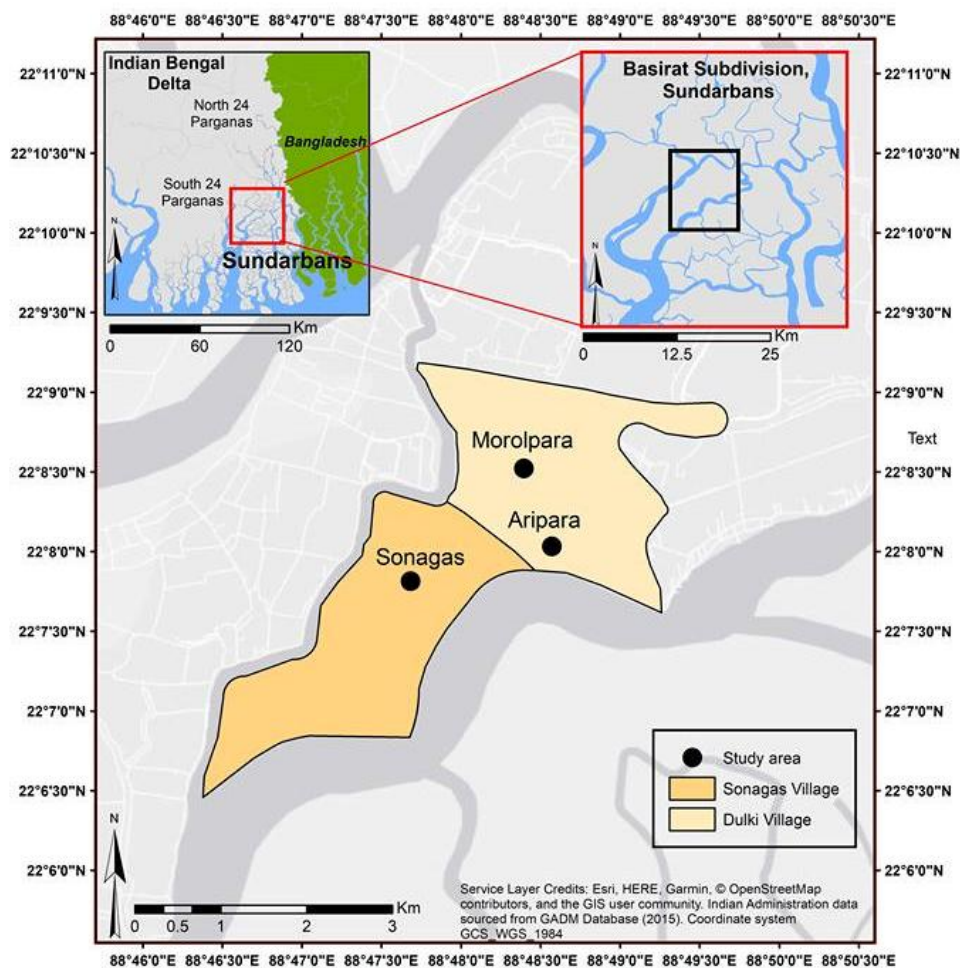 88°46'0"E 88°46'30"E 88°47'0"E 88°47'30"E 88°48'0"E 88°48'30"E 88°49'0"E 88°49'30"E 88°50'0"E 88°50'30"E
Indian Bengal
Delta
North 24
Parganas
Bangladesh
South 24
Parganas
N
Sundarbans
Km
0 60 120
Basirat Subdivision,
Sundarbans
N
Km
0 12.5 25
22°11'0"N 22°11'0"N
22°10'30"N 22°10'30"N
22°10'0"N 22°10'0"N
22°9'30"N 22°9'30"N
22°9'0"N 22°9'0"N
22°8'30"N 22°8'30"N
22°8'0"N 22°8'0"N
22°7'30"N 22°7'30"N
22°7'0"N 22°7'0"N
22°6'30"N 22°6'30"N
22°6'0"N 22°6'0"N
Text
Morolpara
Aripara
Sonagas
Study area
Sonagas Village
Dulki Village
N
Km
0 0.5 1 2 3
Service Layer Credits: Esri, HERE, Garmin, © OpenStreetMap
contributors, and the GIS user community. Indian Administration data
sourced from GADM Database (2015). Coordinate system
GCS_WGS_1984
88°46'0"E 88°46'30"E 88°47'0"E 88°47'30"E 88°48'0"E 88°48'30"E 88°49'0"E 88°49'30"E 88°50'0"E 88°50'30"E